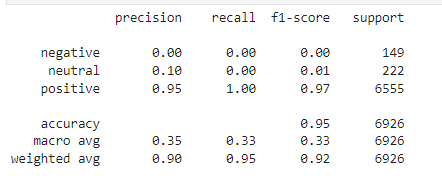 precision recall f1-score support
negative 0.00 0.00 0.00 149
neutral 0.10 0.00 0.01 222
positive 0.95 1.00 0.97 6555
accuracy 0.95 6926
macro avg 0.35 0.33 0.33 6926
weighted avg 0.90 0.95 0.92 6926